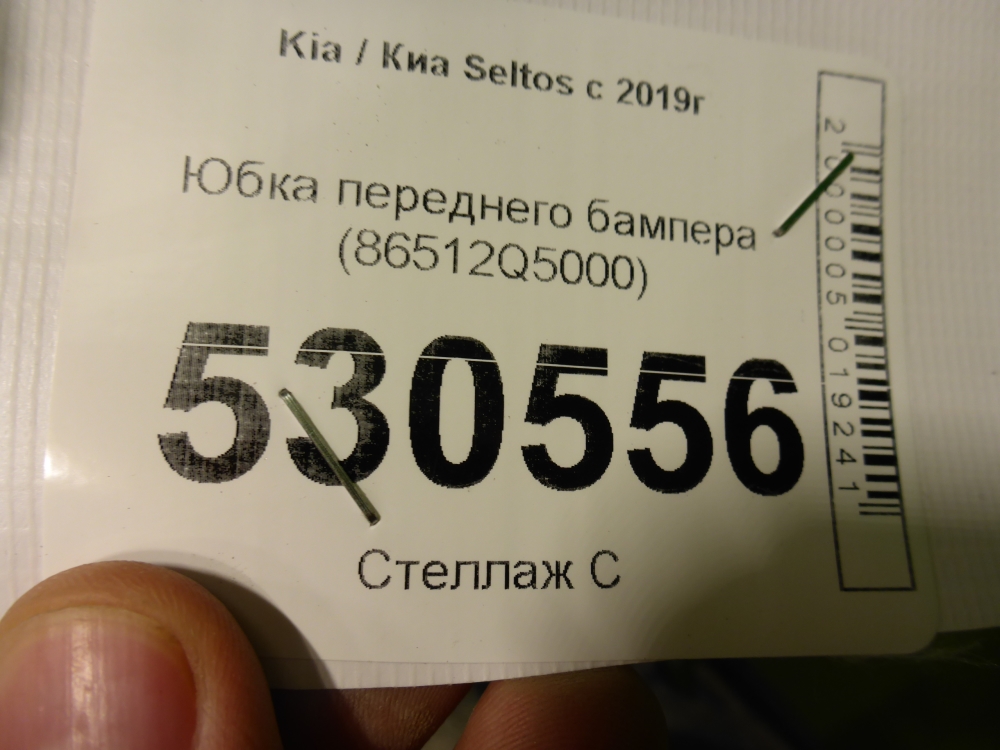 Kia / Киа Seltos с 2019г
Юбка переднего бампера
(86512Q5000)
530556
Стеллаж С
2000005019241